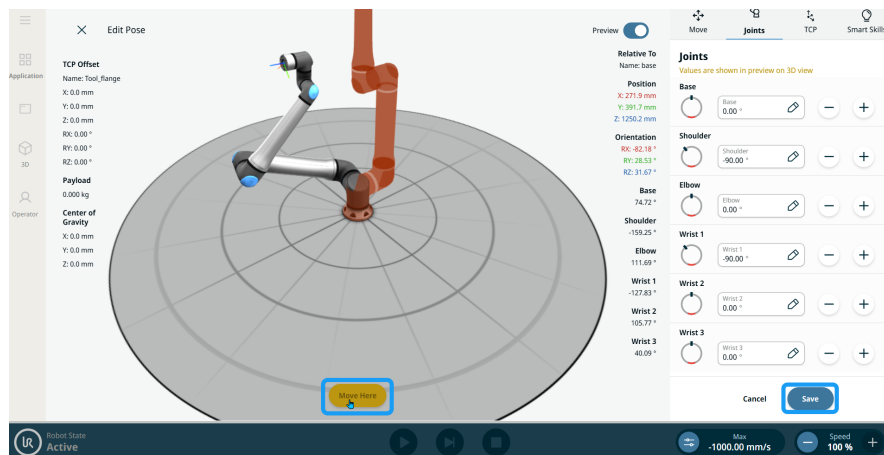 Edit Pose
Preview
Move
Joints
TCP
Smart Skills
Application
3D
Operator
TCP Offset
Name: Tool_flange
X: 0.0 mm
Y: 0.0 mm
Z: 0.0 mm
RX: 0.00 °
RY: 0.00 °
RZ: 0.00 °
Payload
0.000 kg
Center of
Gravity
X: 0.0 mm
Y: 0.0 mm
Z: 0.0 mm
Relative To
Name: base
Position
X: 271.9 mm
Y: 391.7 mm
Z: 1250.2 mm
Orientation
RX: -82.18 °
RY: 28.53 °
RZ: 31.67 °
Base
74.72 °
Shoulder
-159.25 °
Elbow
111.69 °
Wrist 1
-127.83 °
Wrist 2
105.77 °
Wrist 3
40.09 °
Move Here
Joints
Values are shown in preview on 3D view
Base
Base
0.00 °
Shoulder
Shoulder
-90.00 °
Elbow
Elbow
0.00 °
Wrist 1
Wrist 1
-90.00 °
Wrist 2
Wrist 2
0.00 °
Wrist 3
Wrist 3
0.00 °
Cancel
Save
UR
Robot State
Active
Max
-1000.00 mm/s
Speed
100 %